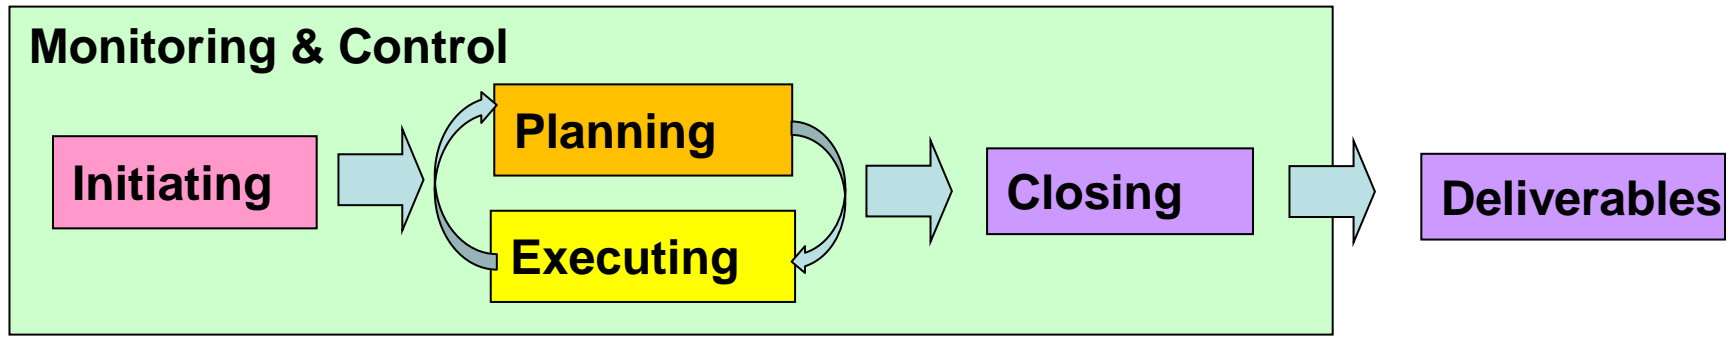 Monitoring & Control
Initiating
Planning
Executing
Closing
Deliverables